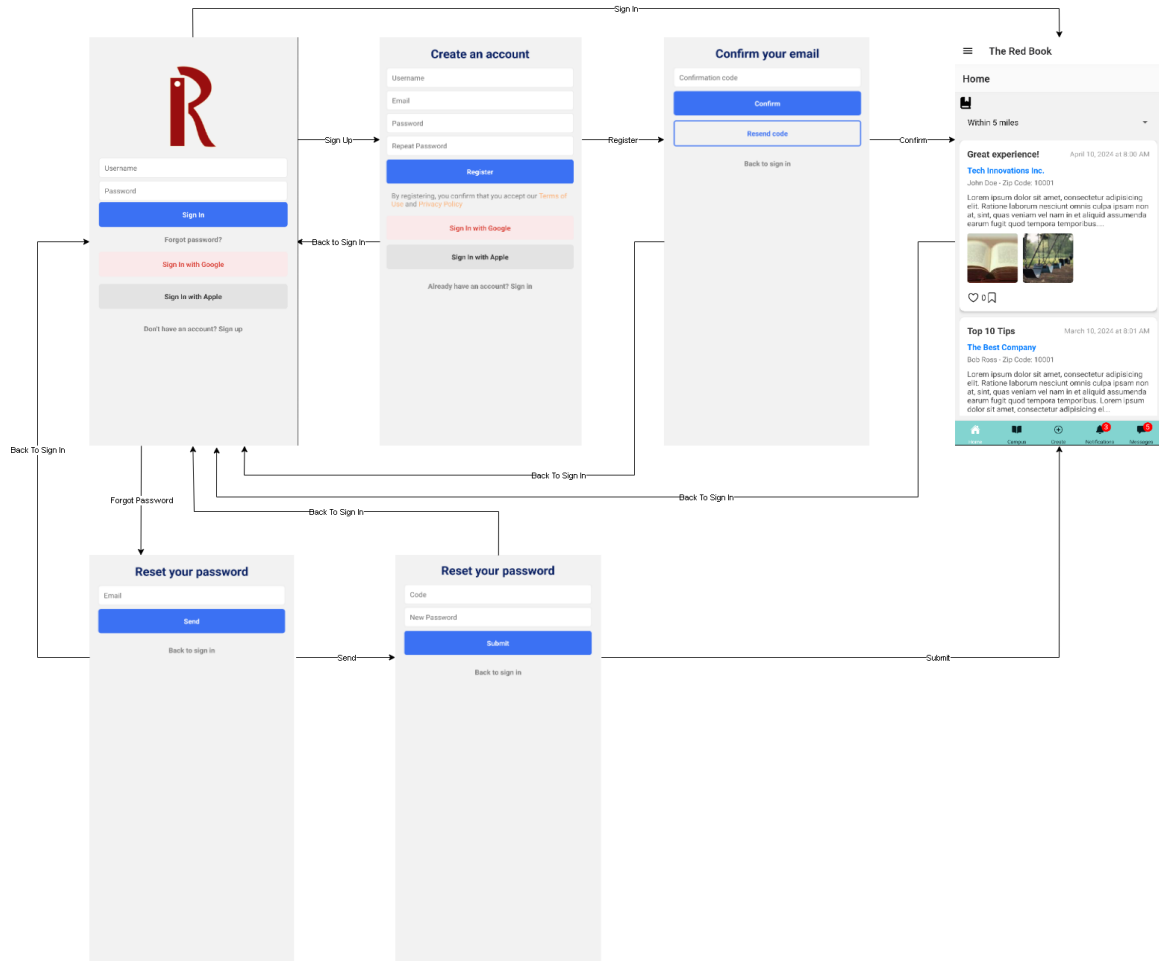 Sign In
R
Username
Password
Sign In
Forgot password?
Sign In with Google
Sign In with Apple
Don't have an account? Sign up
Sign Up
Back to Sign In
Create an account
Username
Email
Password
Repeat Password
Register
By registering, you confirm that you accept our Terms of
Use and Privacy Policy
Sign In with Google
Sign In with Apple
Already have an account? Sign in
Register
Confirm your email
Confirmation code
Confirm
Resend code
Back to sign in
Confirm
The Red Book
Home
Within 5 miles
Great experience!
April 10, 2024 at 8:00 AM
Tech Innovations Inc.
John Doe - Zip Code: 10001
Lorem ipsum dolor sit amet, consectetur adipisicing
elit. Ratione laborum nesciunt omnis culpa ipsam non
at, sint, quas veniam vel nam in et aliquid assumenda
earum fugit quod tempora temporibus....
0
Top 10 Tips
March 10, 2024 at 8:01 AM
The Best Company
Bob Ross - Zip Code: 10001
Lorem ipsum dolor sit amet, consectetur adipisicing
elit. Ratione laborum nesciunt omnis culpa ipsam non
at, sint, quas veniam vel nam in et aliquid assumenda
earum fugit quod tempora temporibus. Lorem ipsum
dolor sit amet, consectetur adipisicing el...
3
5
Home
Campus
Create
Notifications
Messages
Back To Sign In
Back To Sign In
Back To Sign In
Back To Sign In
Forgot Password
Reset your password
Email
Send
Back to sign in
Send
Reset your password
Code
New Password
Submit
Back to sign in
Submit